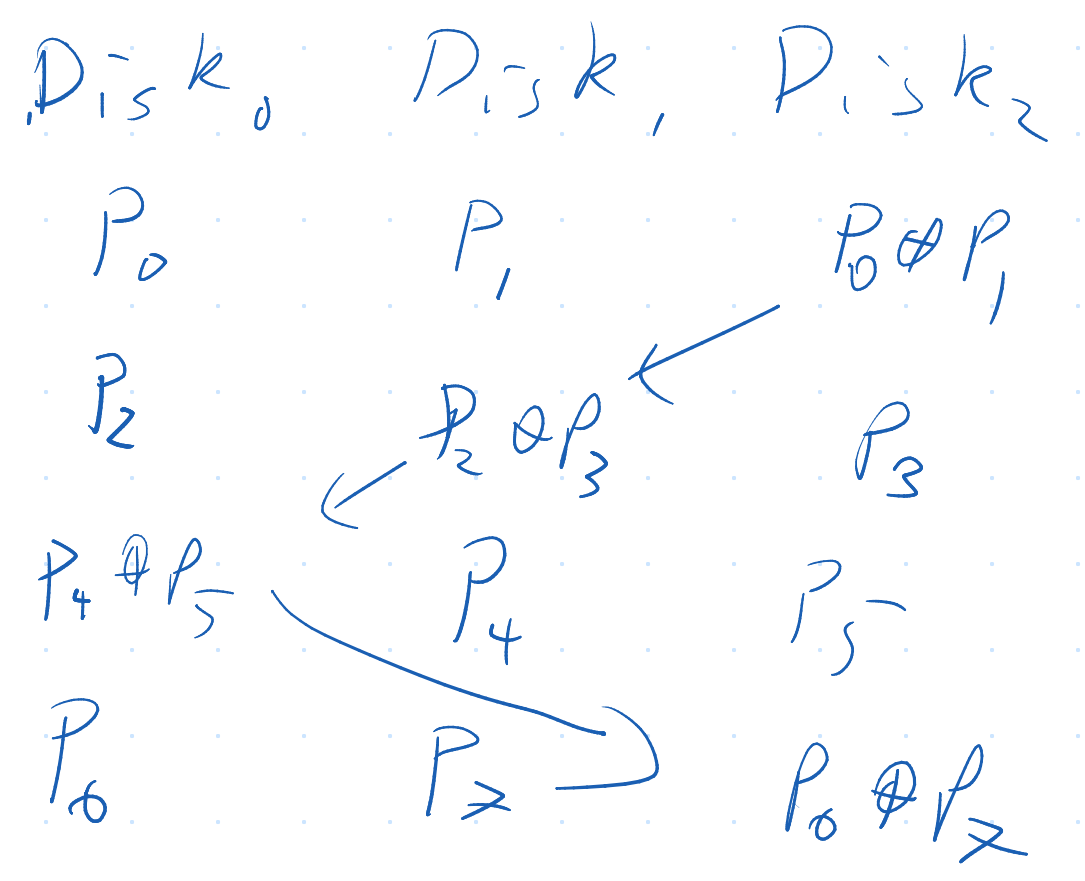 Disk₀ Disk₁ Disk₂
P₀ P₁ P₀⊕P₁
P₂ P₂⊕P₃ P₃
P₄⊕P₅ P₄ P₅
P₆ P₇ P₆⊕P₇